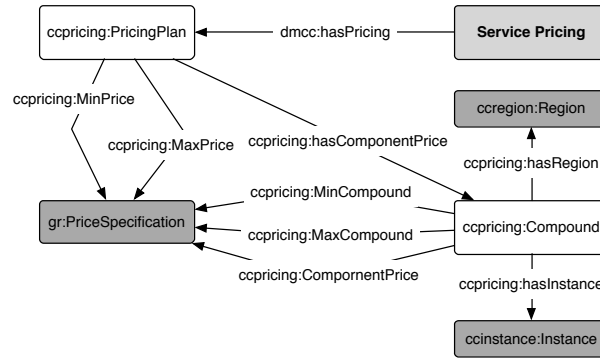 ccpricing:PricingPlan
dmcc:hasPricing
Service Pricing
ccpricing:MinPrice
ccregion:Region
ccpricing:MaxPrice
ccpricing:hasComponentPrice
ccpricing:hasRegion
ccpricing:MinCompound
gr:PriceSpecification
ccpricing:MaxCompound
ccpricing:Compound
ccpricing:CompornentPrice
ccpricing:hasInstance
ccinstance:Instance